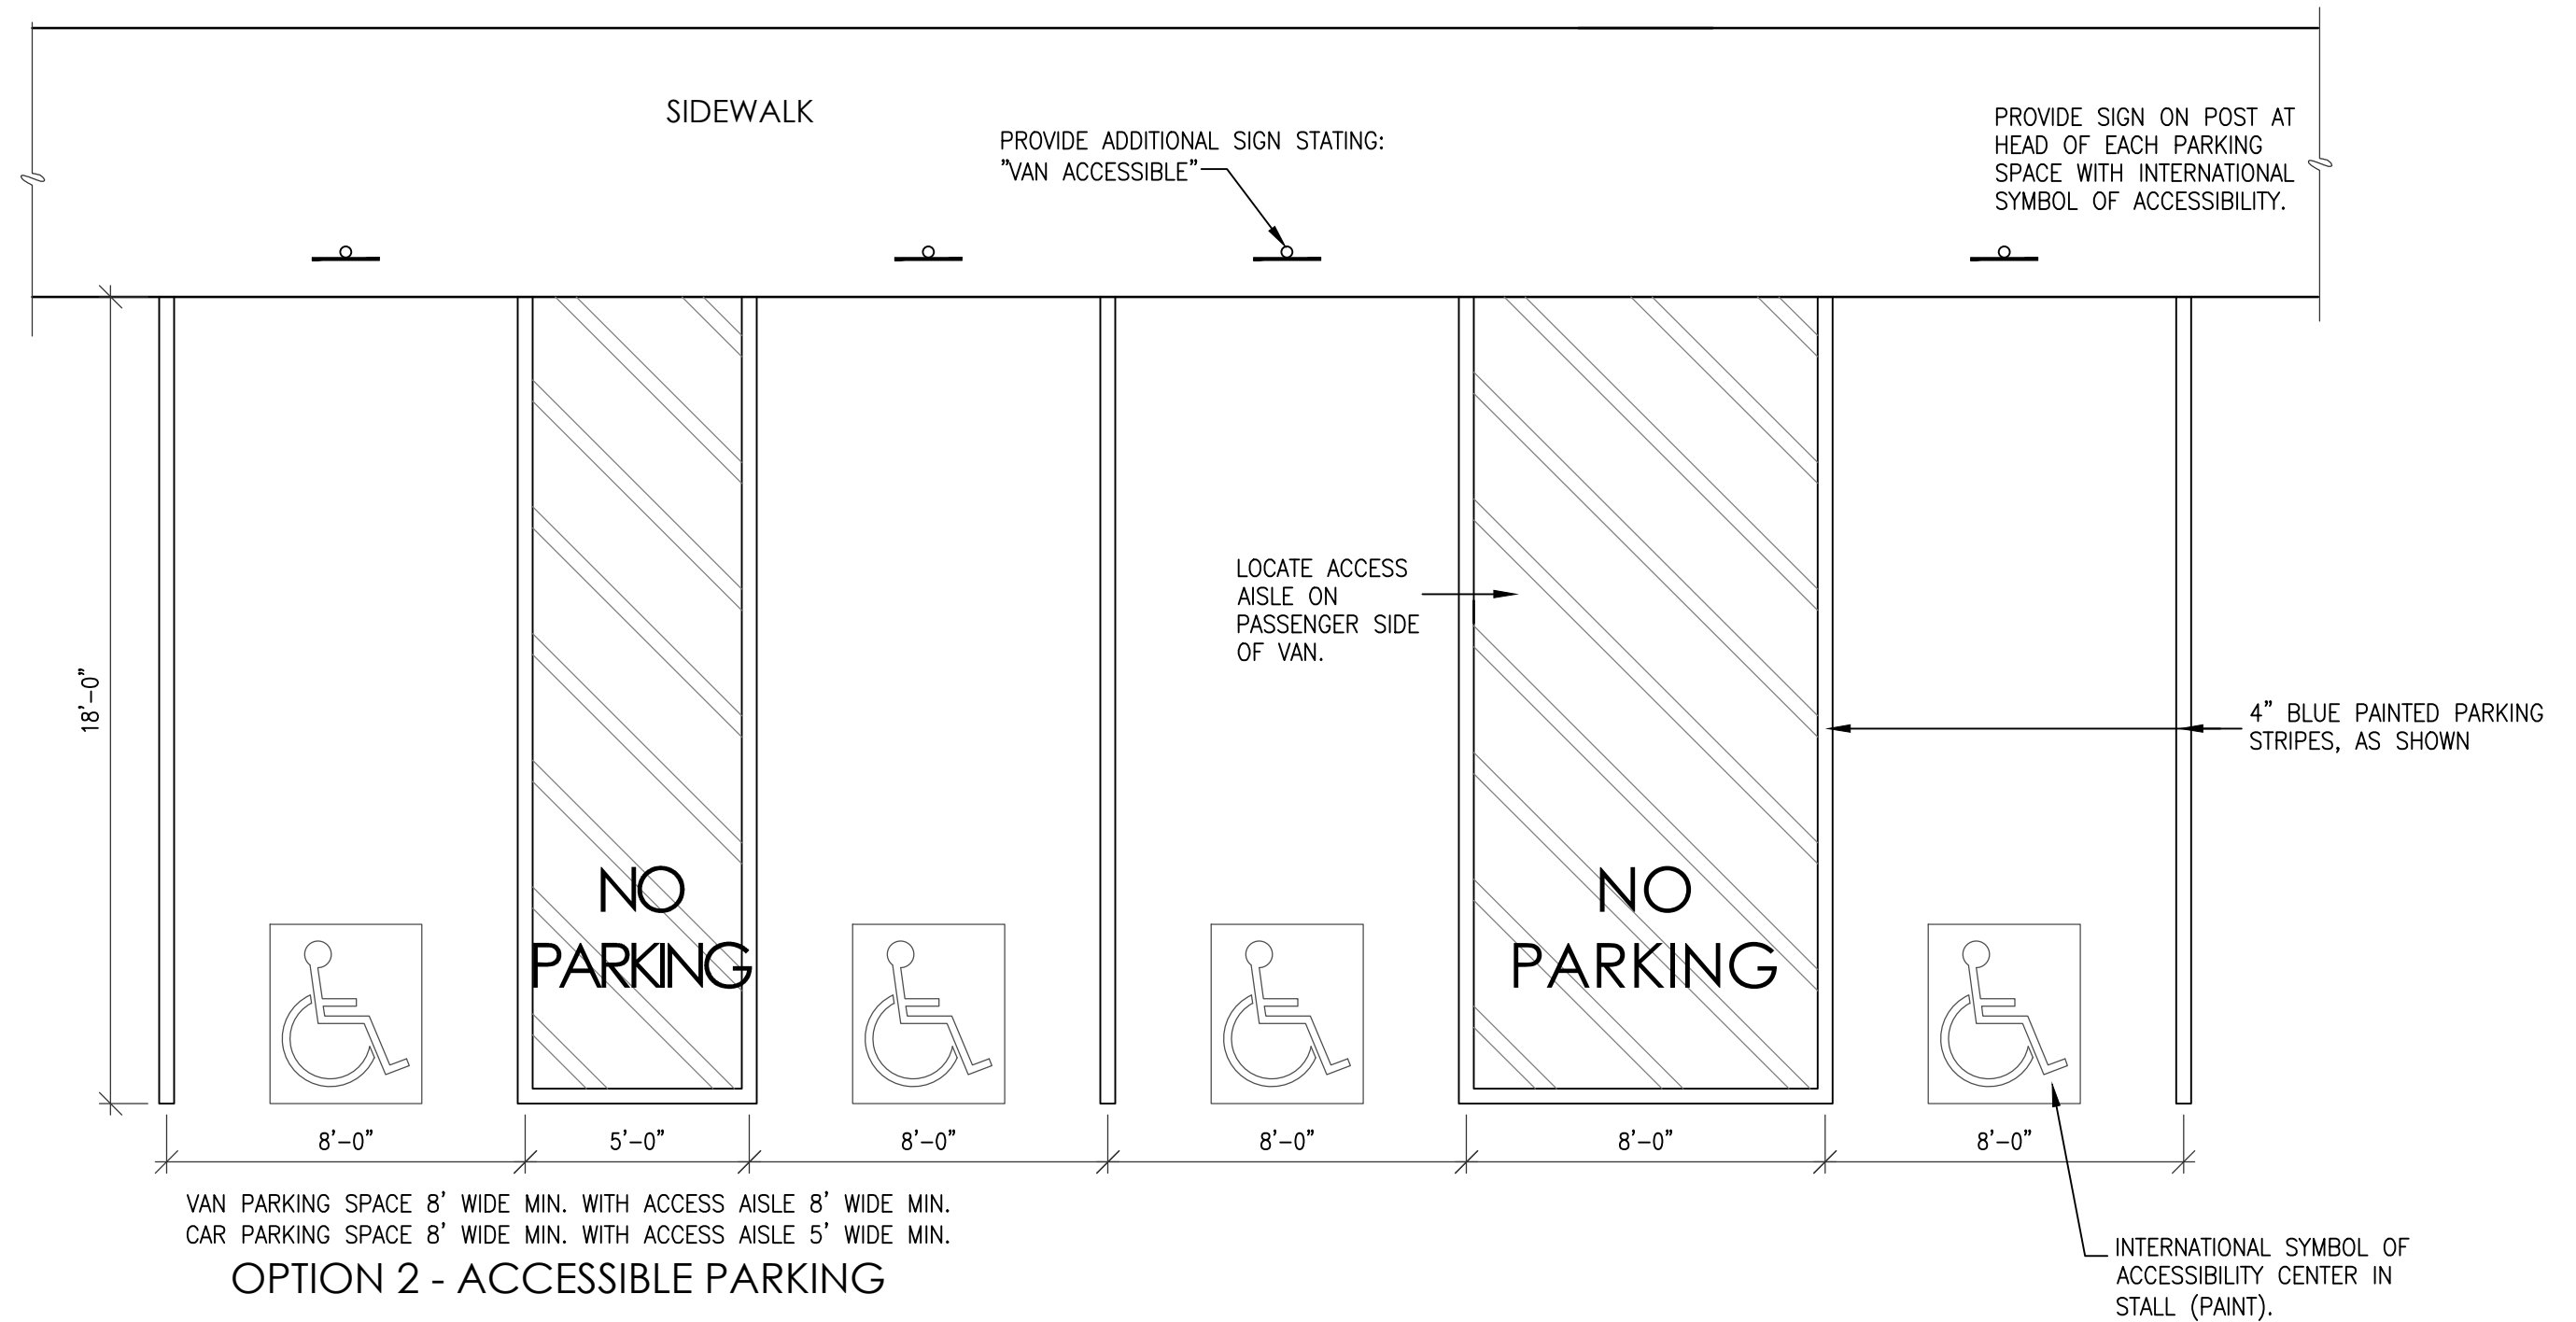 SIDEWALK
PROVIDE ADDITIONAL SIGN STATING:
"VAN ACCESSIBLE"
PROVIDE SIGN ON POST AT
HEAD OF EACH PARKING
SPACE WITH INTERNATIONAL
SYMBOL OF ACCESSIBILITY.
LOCATE ACCESS
AISLE ON
PASSENGER SIDE
OF VAN.
18'-0"
4" BLUE PAINTED PARKING
STRIPES, AS SHOWN
NO
PARKING
NO
PARKING
8'-0"
5'-0"
8'-0"
8'-0"
8'-0"
8'-0"
VAN PARKING SPACE 8' WIDE MIN. WITH ACCESS AISLE 8' WIDE MIN.
CAR PARKING SPACE 8' WIDE MIN. WITH ACCESS AISLE 5' WIDE MIN.
OPTION 2 - ACCESSIBLE PARKING
INTERNATIONAL SYMBOL OF
ACCESSIBILITY CENTER IN
STALL (PAINT).